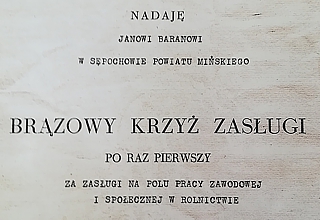 NADAJĘ
JANOWI BARANOWI
W SĘPOCHOWIE POWIATU MIŃSKIEGO
BRĄZOWY KRZYŻ ZASŁUGI
PO RAZ PIERWSZY
ZA ZASŁUGI NA POLU PRACY ZAWODOWEJ
I SPOŁECZNEJ W ROLNICTWIE